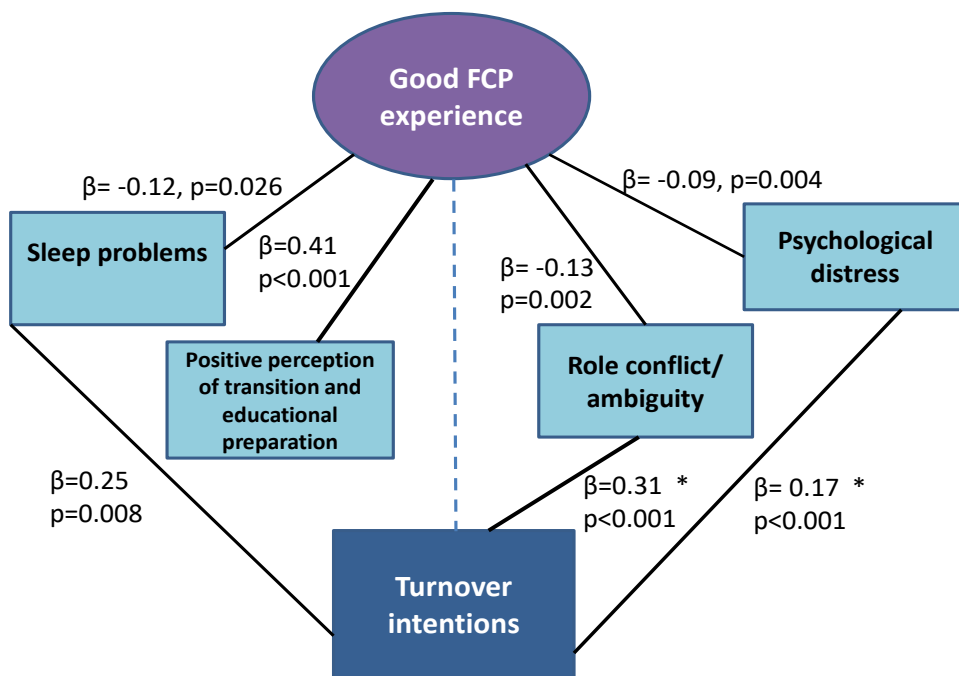 Good FCP
experience
β= -0.12, p=0.026
β= -0.09, p=0.004
Sleep problems
β=0.41
p<0.001
β= -0.13
p=0.002
Psychological
distress
Positive perception
of transition and
educational
preparation
Role conflict/
ambiguity
β=0.25
p=0.008
β=0.31 *
p<0.001
β= 0.17 *
p<0.001
Turnover
intentions